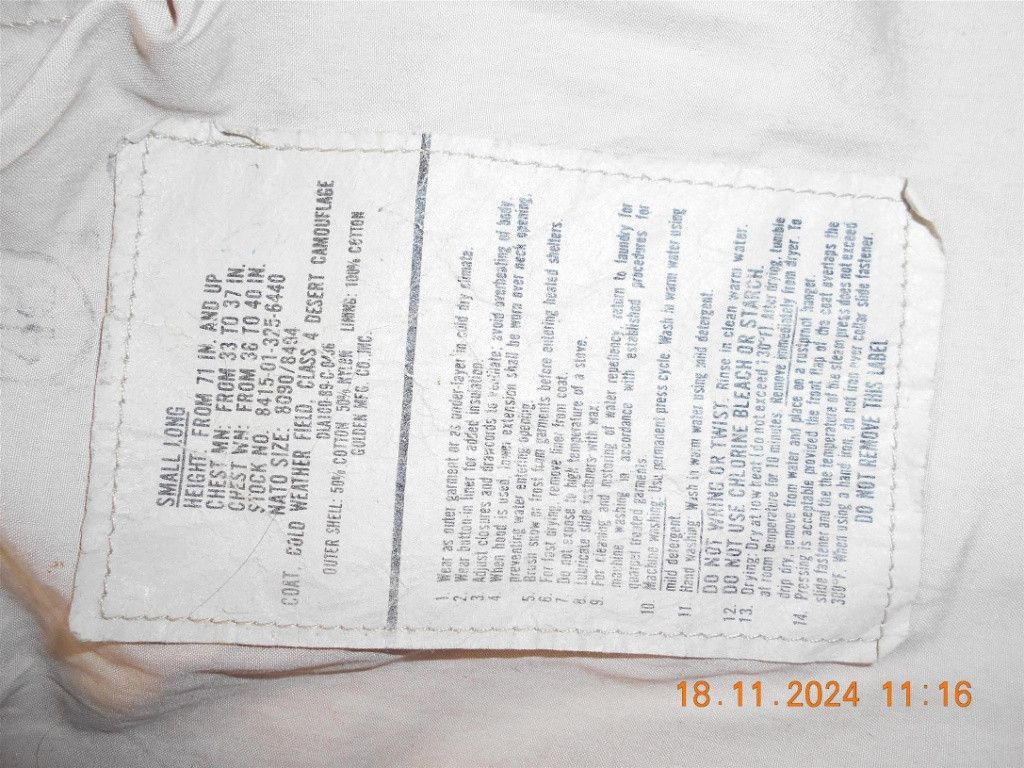 SMALL LONG
HEIGHT: FROM 71 IN. AND UP
CHEST MN: FROM 33 TO 37 IN.
CHEST WN: FROM 36 TO 40 IN.
STOCK NO. 8415-01-325-6440
NATO SIZE: 8090/8494
COAT, COLD WEATHER FIELD, CLASS 4 DESERT CAMOUFLAGE
OUTER SHELL: 50% COTTON 50% NYLON LINING: 100% COTTON
GOLDEN MFG. CO. INC.
1. Wear as outer garment or as under-layer in cold dry climate.
2. Wear button-in liner for added insulation.
3. Adjust closures and drawcords to ventilate; avoid overheating of body.
4. When hood is used, lower extension shall be worn over neck opening,
preventing water entering opening.
5. Brush snow or frost from garments before entering heated shelters.
6. For fast drying, remove liner from coat.
7. Do not expose to high temperature of a stove.
8. Lubricate slide fasteners with wax.
9. For cleaning and restoring of water repellency, return to laundry for
machine washing in accordance with established procedures for
quarpel treated garments.
10. Machine washing: Use permanent press cycle. Wash in warm water using
mild detergent.
11. Hand washing: Wash in warm water using mild detergent.
DO NOT WRING OR TWIST. Rinse in clean warm water.
12. DO NOT USE CHLORINE BLEACH OR STARCH.
13. Drying: Dry at low heat (do not exceed 130°F). After drying, tumble
at room temperature for 10 minutes. Remove immediately from dryer. To
drip dry, remove from water and place on a rustproof hanger.
14. Pressing is acceptable provided the front flap of the coat overlaps the
slide fastener and the the temperature of the steam press does not exceed
300°F. When using a hand iron, do not iron over collar slide fastener.
DO NOT REMOVE THIS LABEL
18.11.2024 11:16